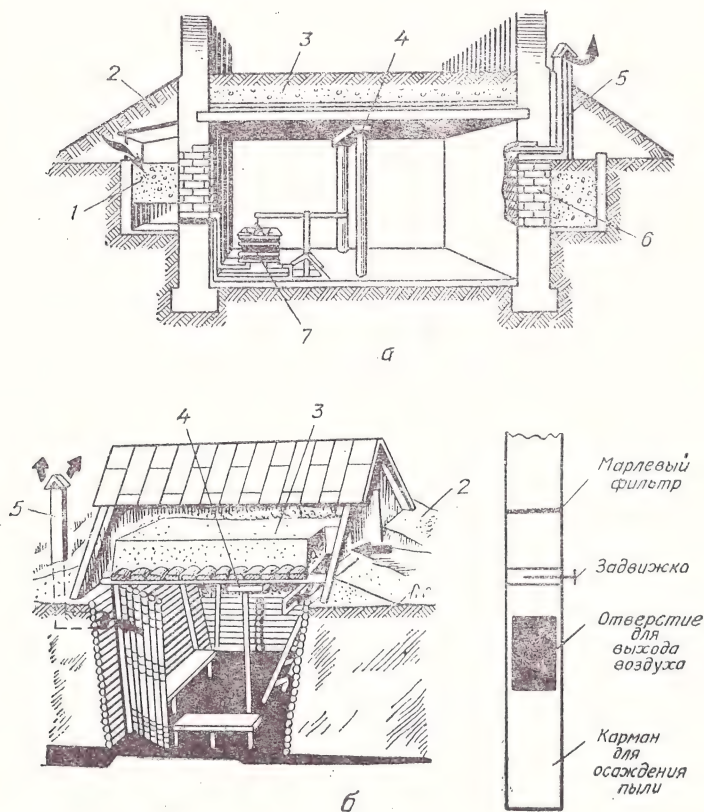 3
4
2
5
1
6
7
а
4
3
2
5
Марлевый
фильтр
Задвижка
Отверстие
для
выхода
воздуха
Карман
для
осаждения
пыли
б